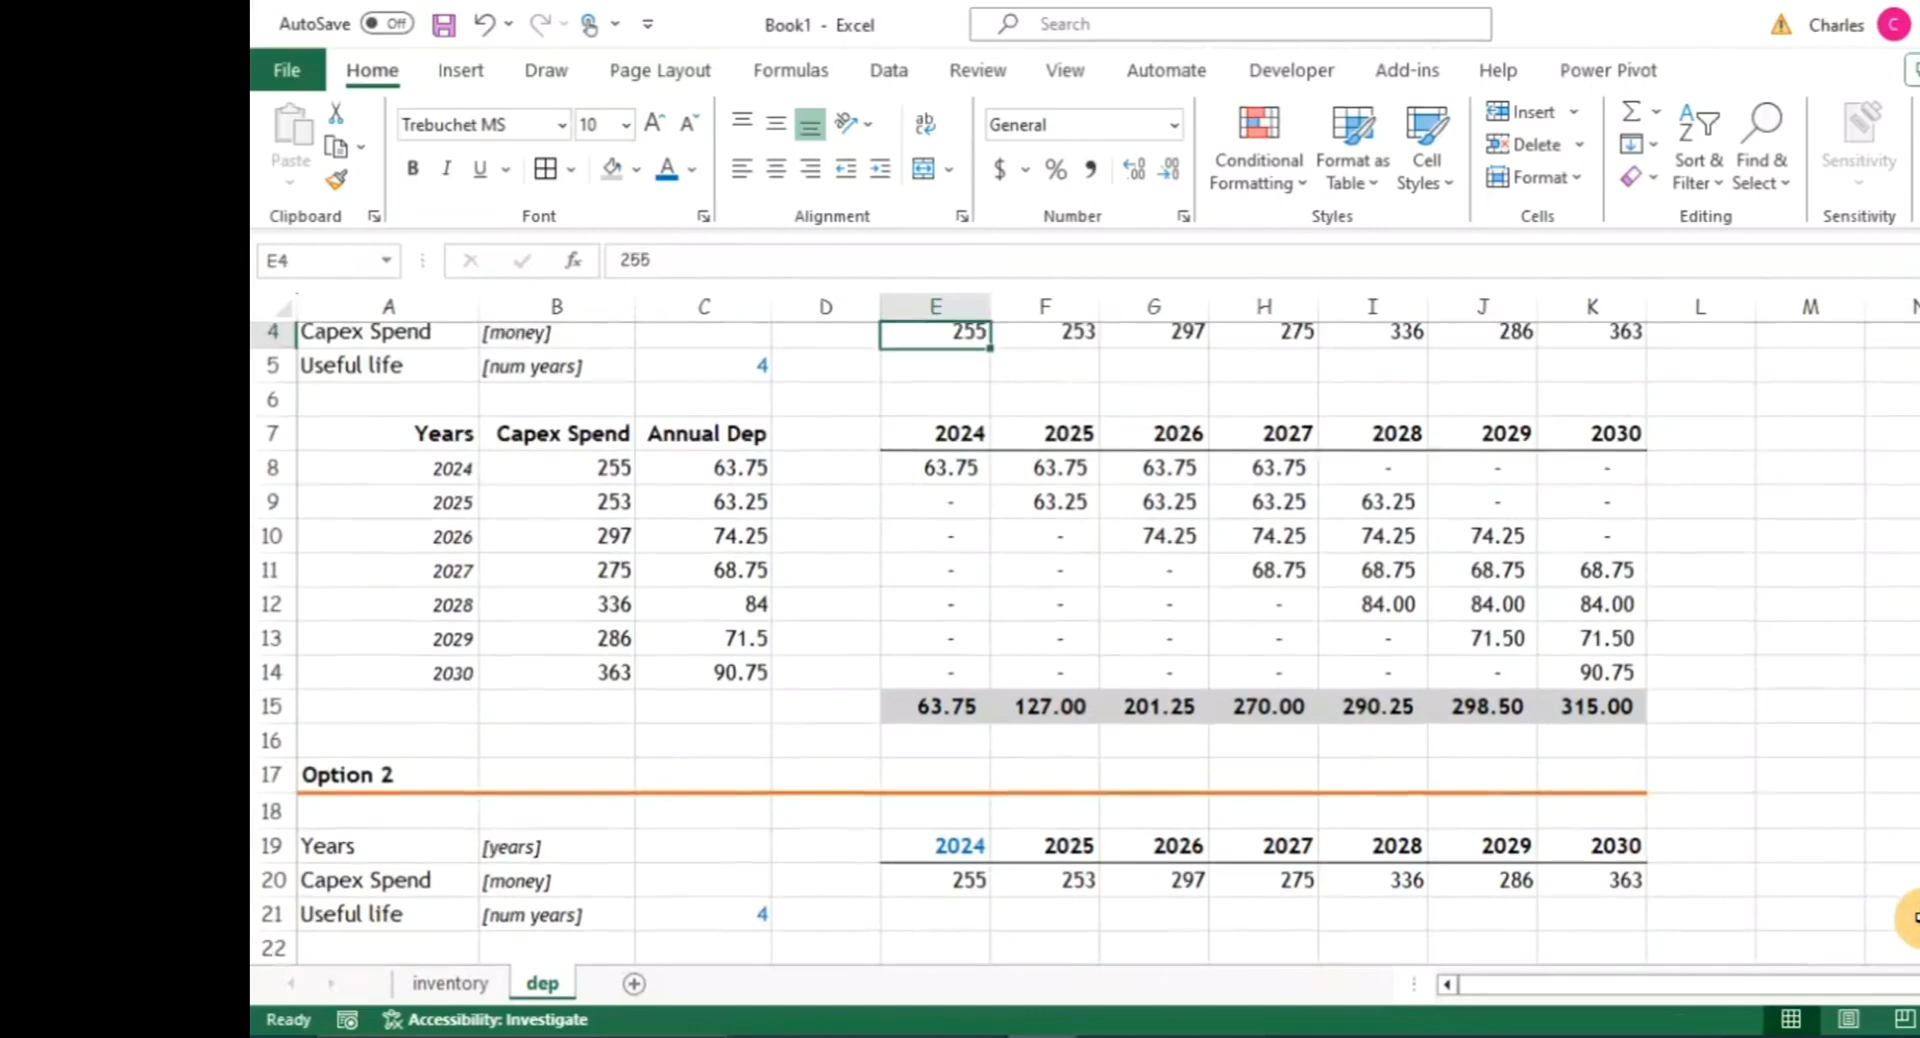 AutoSave Off Book1 - Excel Search Charles C
File Home Insert Draw Page Layout Formulas Data Review View Automate Developer Add-ins Help Power Pivot
Paste Trebuchet MS 10 General Conditional Formatting Format as Table Cell Styles Insert Delete Format Sort & Filter Find & Select Sensitivity
Clipboard Font Alignment Number Styles Cells Editing Sensitivity
E4 fx 255
A B C D E F G H I J K L M
4 Capex Spend [money] 255 253 297 275 336 286 363
5 Useful life [num years] 4
6
7 Years Capex Spend Annual Dep 2024 2025 2026 2027 2028 2029 2030
8 2024 255 63.75 63.75 63.75 63.75 63.75 - - -
9 2025 253 63.25 - 63.25 63.25 63.25 63.25 - -
10 2026 297 74.25 - - 74.25 74.25 74.25 74.25 -
11 2027 275 68.75 - - - 68.75 68.75 68.75 68.75
12 2028 336 84 - - - - 84.00 84.00 84.00
13 2029 286 71.5 - - - - - 71.50 71.50
14 2030 363 90.75 - - - - - - 90.75
15 63.75 127.00 201.25 270.00 290.25 298.50 315.00
16
17 Option 2
18
19 Years [years] 2024 2025 2026 2027 2028 2029 2030
20 Capex Spend [money] 255 253 297 275 336 286 363
21 Useful life [num years] 4
22
inventory dep
Ready Accessibility: Investigate